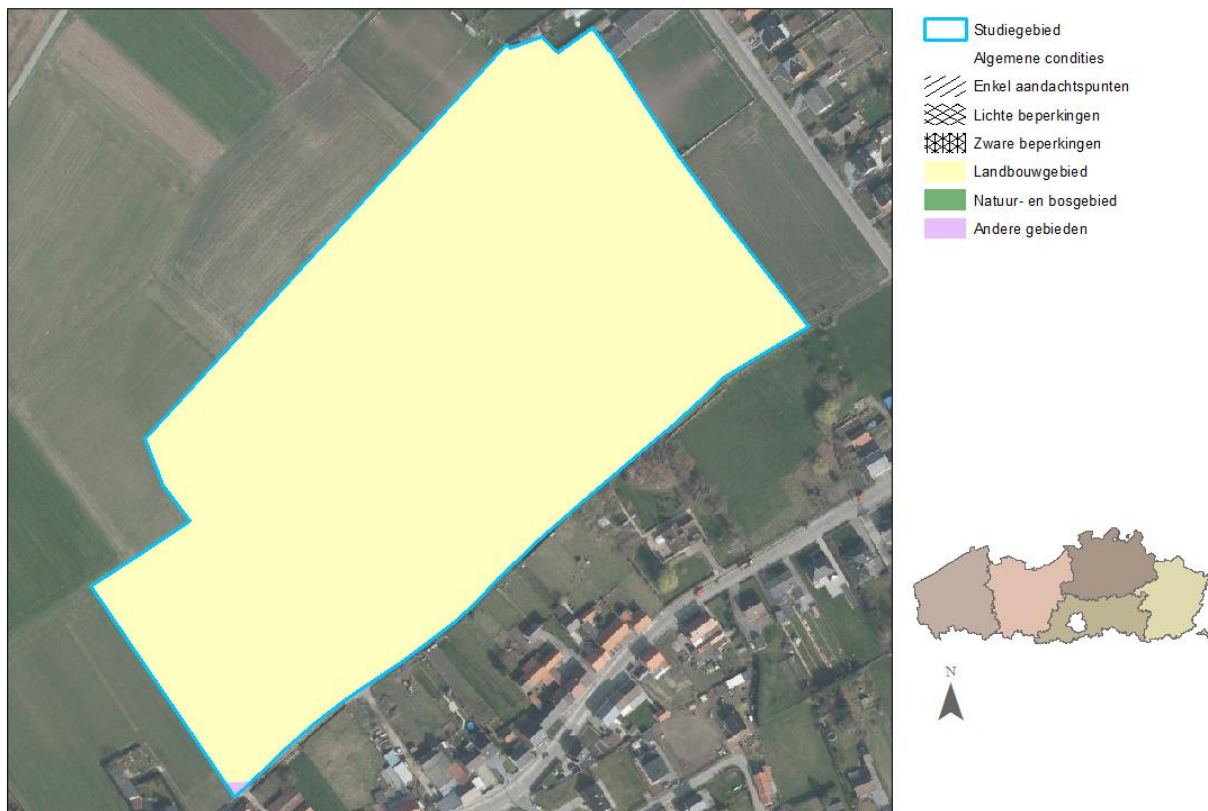 Studiegebied
Algemene condities
Enkel aandachtspunten
Lichte beperkingen
Zware beperkingen
Landbouwgebied
Natuur- en bosgebied
Andere gebieden
N